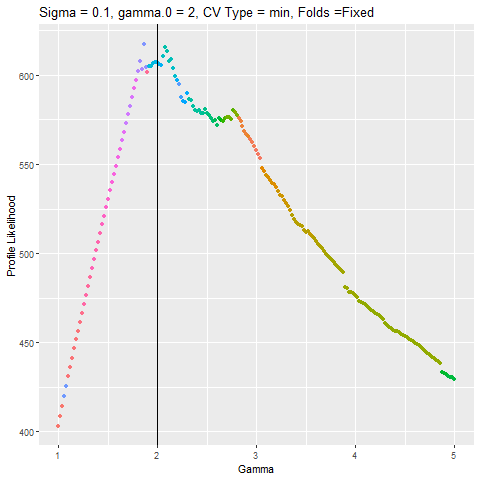 Sigma = 0.1, gamma.0 = 2, CV Type = min, Folds =Fixed
Profile Likelihood
600
550
500
450
400
1 2 3 4 5
Gamma